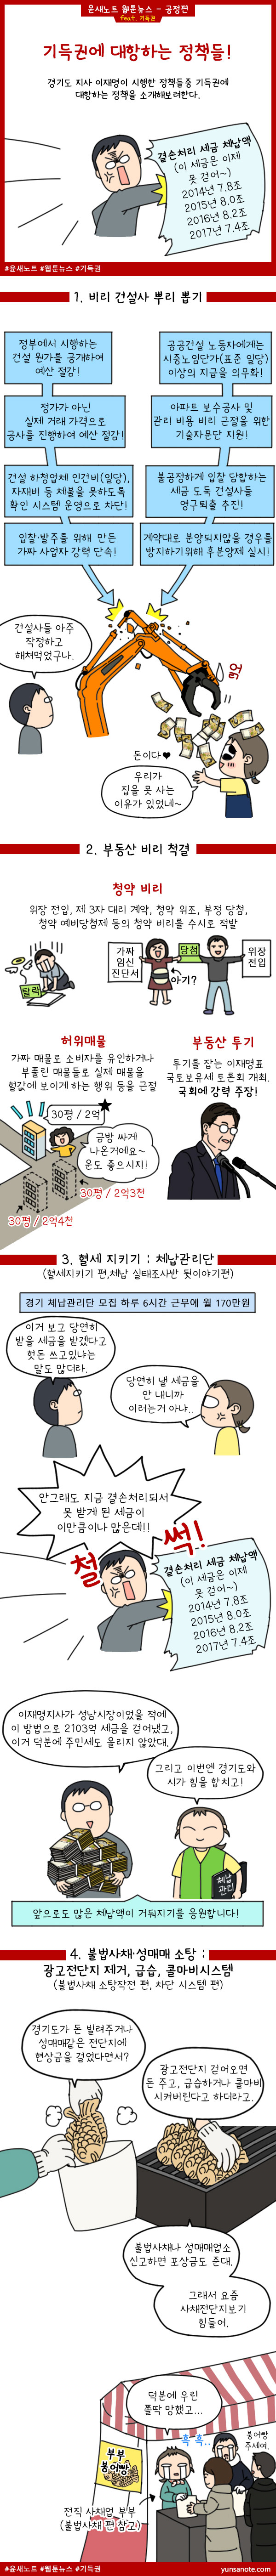 윤새노트 웹툰뉴스 - 긍정편
feat. 기득권
기득권에 대항하는 정책들!
경기도 지사 이재명이 시행한 정책들중 기득권에
대항하는 정책을 소개해보려한다.
결손처리 세금 체납액
(이 세금은 이제
못 걷어~)
2014년 7.8조
2015년 8.0조
2016년 8.2조
2017년 7.4조
#윤새노트 #웹툰뉴스 #기득권
1. 비리 건설사 뿌리 뽑기
정부에서 시행하는
건설 원가를 공개하여
예산 절감!
공공건설 노동자에게는
시중노임단가(표준 일당)
이상의 지급을 의무화!
정가가 아닌
실제 거래 가격으로
공사를 진행하여 예산 절감!
아파트 보수공사 및
관리 비용 비리 근절을 위한
기술자문단 지원!
건설 하청업체 인건비(일당),
자재비 등 체불을 못하도록
확인 시스템 운영으로 차단!
불공정하게 입찰 담합하는
세금 도둑 건설사들
영구퇴출 추진!
입찰·발주를 위해 만든
가짜 사업자 강력 단속!
계약대로 분양되지않을 경우를
방지하기위해 후분양제 실시!
건설사들 아주
작정하고
해쳐먹었구나.
돈이다♥
우리가
집을 못 사는
이유가 있었네~
2. 부동산 비리 척결
청약 비리
위장 전입, 제 3자 대리 계약, 청약 위조, 부정 당첨,
청약 예비당첨제 등의 청약 비리를 수시로 적발
탈락
가짜
임신
진단서
당첨
위장
전입
아기?
허위매물
가짜 매물로 소비자를 유인하거나
부풀린 매물들로 실제 매물을
헐값에 보이게 하는 행위 등을 근절
30평 / 2억
금방 싸게
나온거에요~
운도 좋으시지!
30평 / 2억3천
30평 / 2억4천
부동산 투기
투기를 잡는 이재명표
국토보유세 토론회 개최.
국회에 강력 주장!
3. 혈세 지키기 ; 체납관리단
(혈세지키기 편,체납 실태조사반 뒷이야기편)
경기 체납관리단 모집 하루 6시간 근무에 월 170만원
이거 보고 당연히
받을 세금을 받겠다고
헛돈 쓰고있냐는
말도 많더라.
당연히 낼 세금을
안 내니까
이러는거 아냐..
안그래도 지금 결손처리되서
못 받게 된 세금이
이만큼이나 많은데!!
철
썩!
결손처리 세금 체납액
(이 세금은 이제
못 걷어~)
2014년 7.8조
2015년 8.0조
2016년 8.2조
2017년 7.4조
이재명지사가 성남시장이었을 적에
이 방법으로 2103억 세금을 걷어냈고,
이거 덕분에 주민세도 올리지 않았대.
그리고 이번엔 경기도와
시가 힘을 합치고!
체납
관리
앞으로도 많은 체납액이 거둬지기를 응원합니다!
4. 불법사채·성매매 소탕 ;
광고전단지 제거, 급습, 콜마비시스템
(불법사채 소탕작전 편, 차단 시스템 편)
경기도가 돈 빌려주거나
성매매같은 전단지에
현상금을 걸었다면서?
광고전단지 걷어오면
돈 주고, 급습하거나 콜마비
시켜버린다고 하더라고.
불법사채나 성매매업소
신고하면 포상금도 준대.
그래서 요즘
사채전단지보기
힘들어.
덕분에 우린
쫄딱 망했고...
흑 흑..
붕어빵
주세여.
부부
붕어빵
전직 사채업 부부
(불법사채 편 참고)
#윤새노트 #웹툰뉴스 #기득권
yunsanote.com